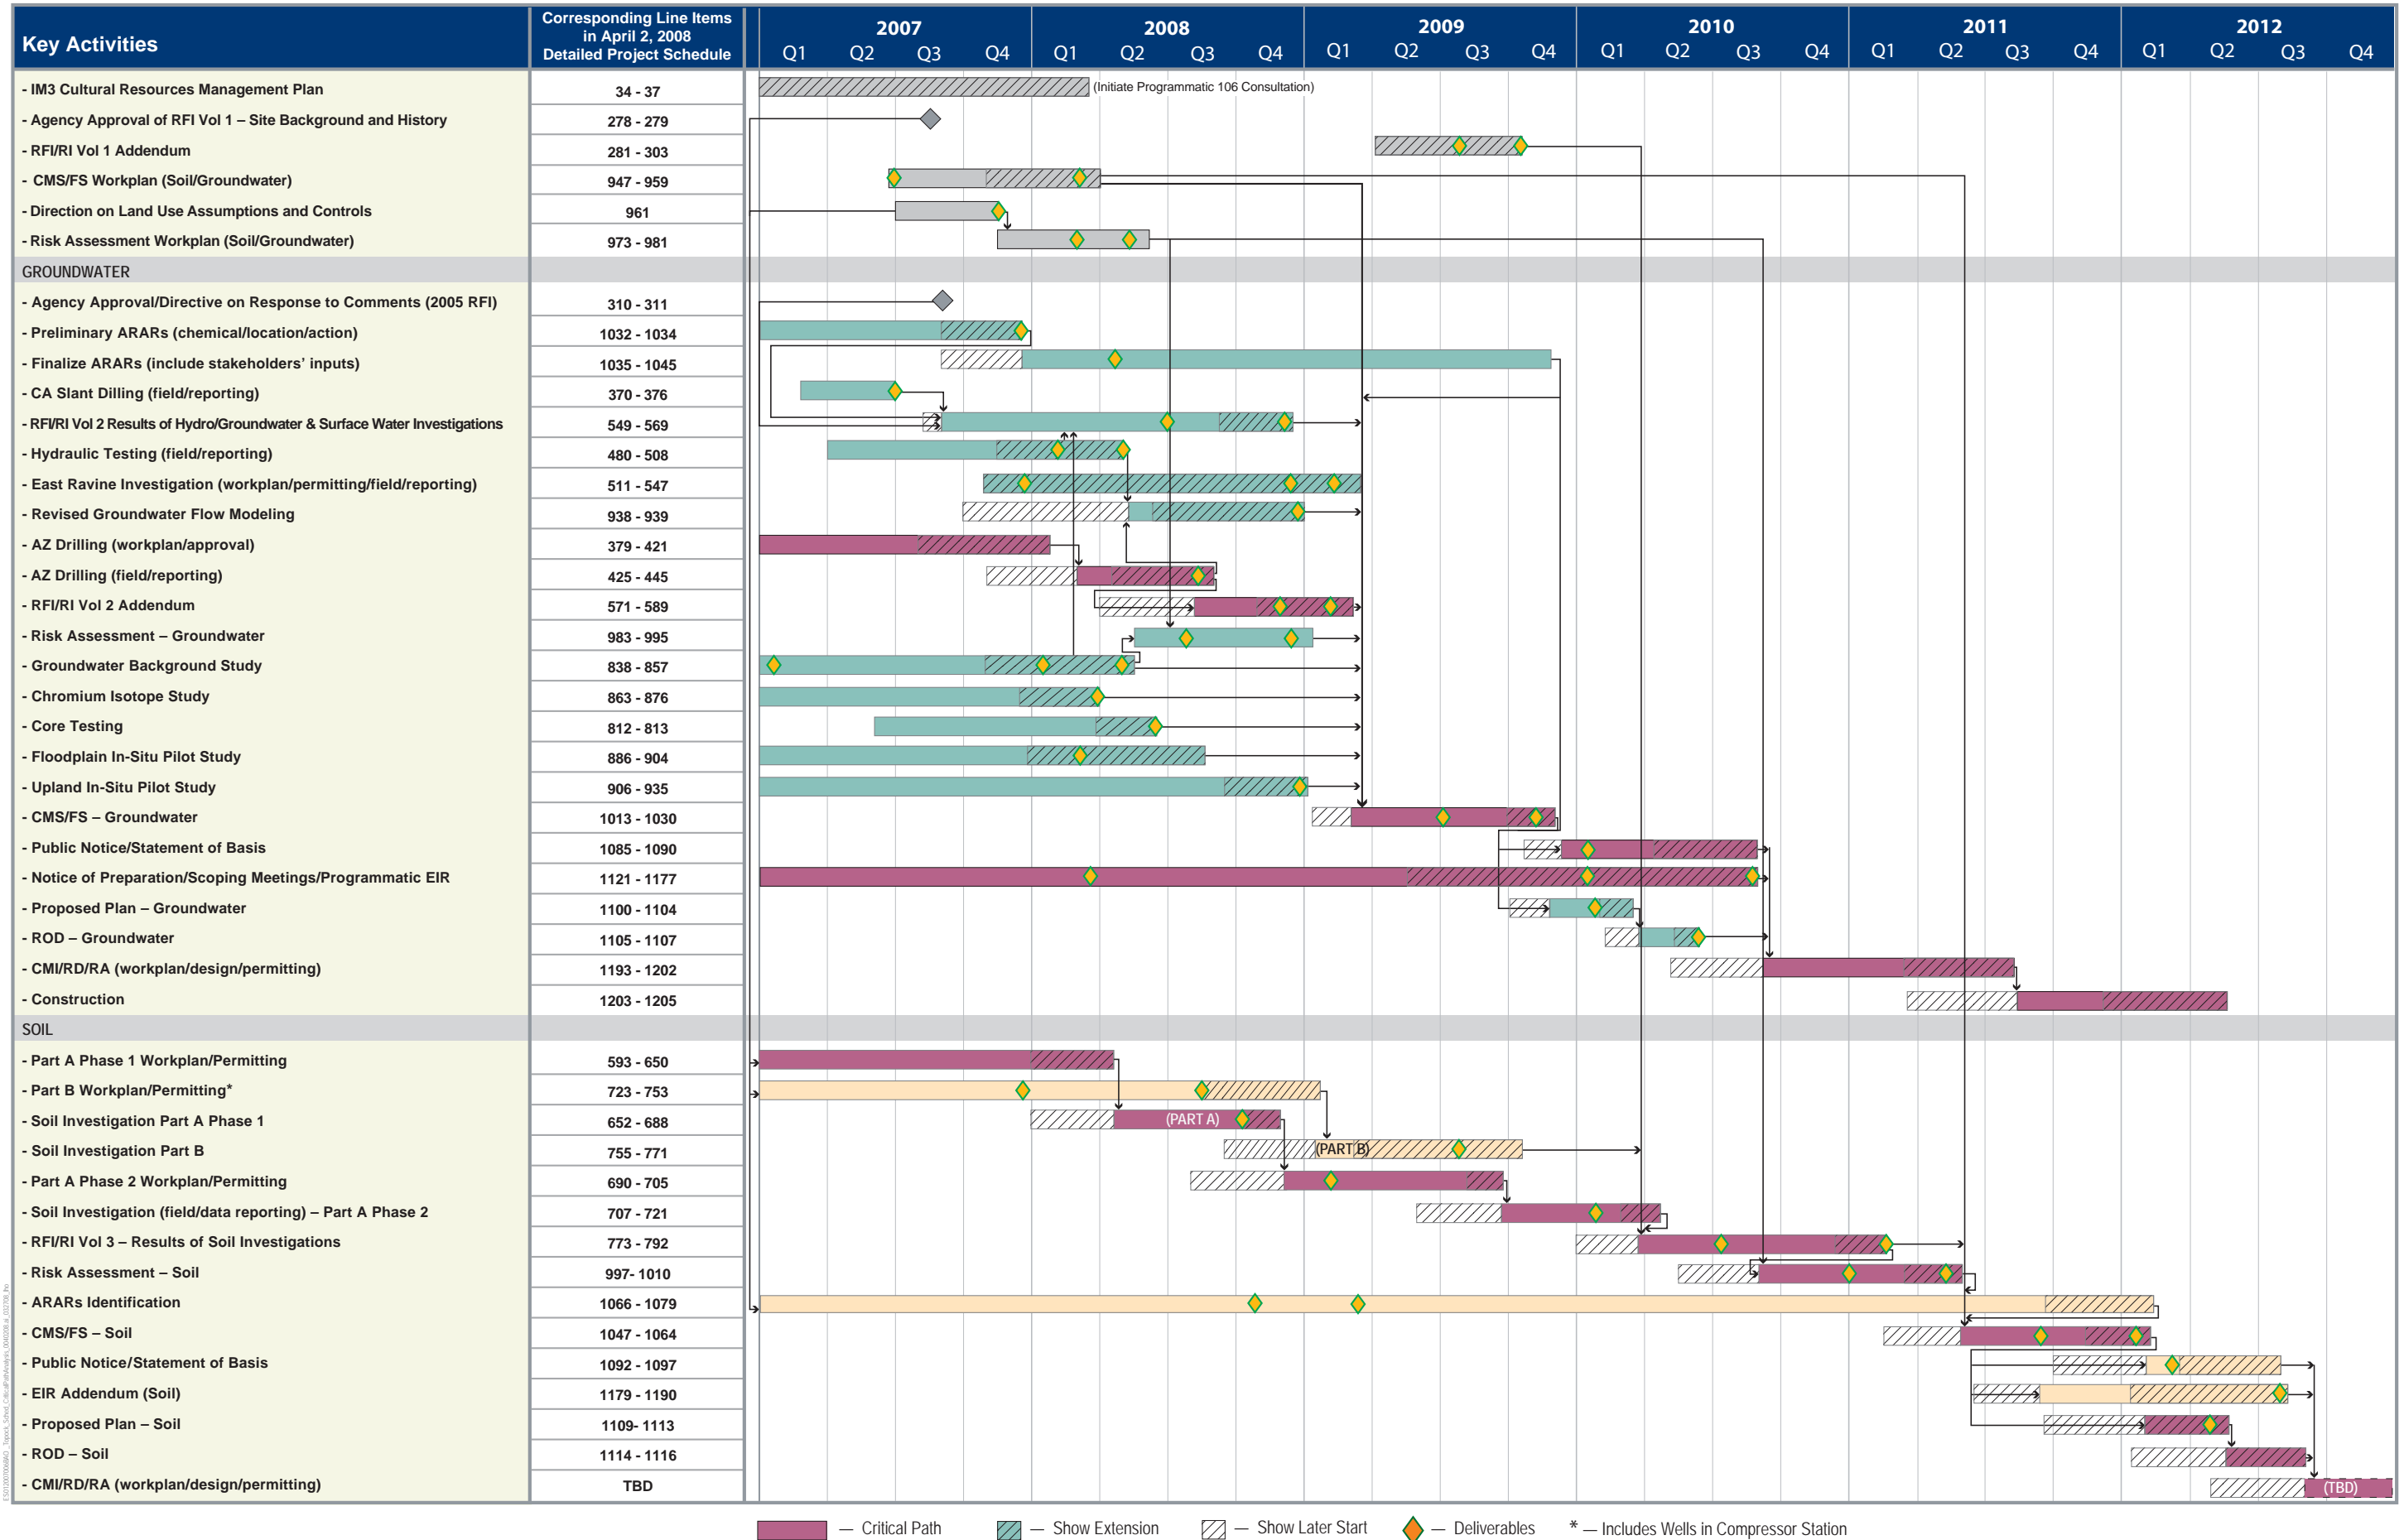 Key Activities
Corresponding Line Items
in April 2, 2008
Detailed Project Schedule
2007 2008 2009 2010 2011 2012
Q1 Q2 Q3 Q4 Q1 Q2 Q3 Q4 Q1 Q2 Q3 Q4 Q1 Q2 Q3 Q4 Q1 Q2 Q3 Q4 Q1 Q2 Q3 Q4
- IM3 Cultural Resources Management Plan 34 - 37 (Initiate Programmatic 106 Consultation)
- Agency Approval of RFI Vol 1 – Site Background and History 278 - 279
- RFI/RI Vol 1 Addendum 281 - 303
- CMS/FS Workplan (Soil/Groundwater) 947 - 959
- Direction on Land Use Assumptions and Controls 961
- Risk Assessment Workplan (Soil/Groundwater) 973 - 981
GROUNDWATER
- Agency Approval/Directive on Response to Comments (2005 RFI) 310 - 311
- Preliminary ARARs (chemical/location/action) 1032 - 1034
- Finalize ARARs (include stakeholders' inputs) 1035 - 1045
- CA Slant Dilling (field/reporting) 370 - 376
- RFI/RI Vol 2 Results of Hydro/Groundwater & Surface Water Investigations 549 - 569
- Hydraulic Testing (field/reporting) 480 - 508
- East Ravine Investigation (workplan/permitting/field/reporting) 511 - 547
- Revised Groundwater Flow Modeling 938 - 939
- AZ Drilling (workplan/approval) 379 - 421
- AZ Drilling (field/reporting) 425 - 445
- RFI/RI Vol 2 Addendum 571 - 589
- Risk Assessment – Groundwater 983 - 995
- Groundwater Background Study 838 - 857
- Chromium Isotope Study 863 - 876
- Core Testing 812 - 813
- Floodplain In-Situ Pilot Study 886 - 904
- Upland In-Situ Pilot Study 906 - 935
- CMS/FS – Groundwater 1013 - 1030
- Public Notice/Statement of Basis 1085 - 1090
- Notice of Preparation/Scoping Meetings/Programmatic EIR 1121 - 1177
- Proposed Plan – Groundwater 1100 - 1104
- ROD – Groundwater 1105 - 1107
- CMI/RD/RA (workplan/design/permitting) 1193 - 1202
- Construction 1203 - 1205
SOIL
- Part A Phase 1 Workplan/Permitting 593 - 650
- Part B Workplan/Permitting* 723 - 753
- Soil Investigation Part A Phase 1 652 - 688 (PART A)
- Soil Investigation Part B 755 - 771 (PART B)
- Part A Phase 2 Workplan/Permitting 690 - 705
- Soil Investigation (field/data reporting) – Part A Phase 2 707 - 721
- RFI/RI Vol 3 – Results of Soil Investigations 773 - 792
- Risk Assessment – Soil 997- 1010
- ARARs Identification 1066 - 1079
- CMS/FS – Soil 1047 - 1064
- Public Notice/Statement of Basis 1092 - 1097
- EIR Addendum (Soil) 1179 - 1190
- Proposed Plan – Soil 1109- 1113
- ROD – Soil 1114 - 1116
- CMI/RD/RA (workplan/design/permitting) TBD (TBD)
— Critical Path — Show Extension — Show Later Start — Deliverables * — Includes Wells in Compressor Station